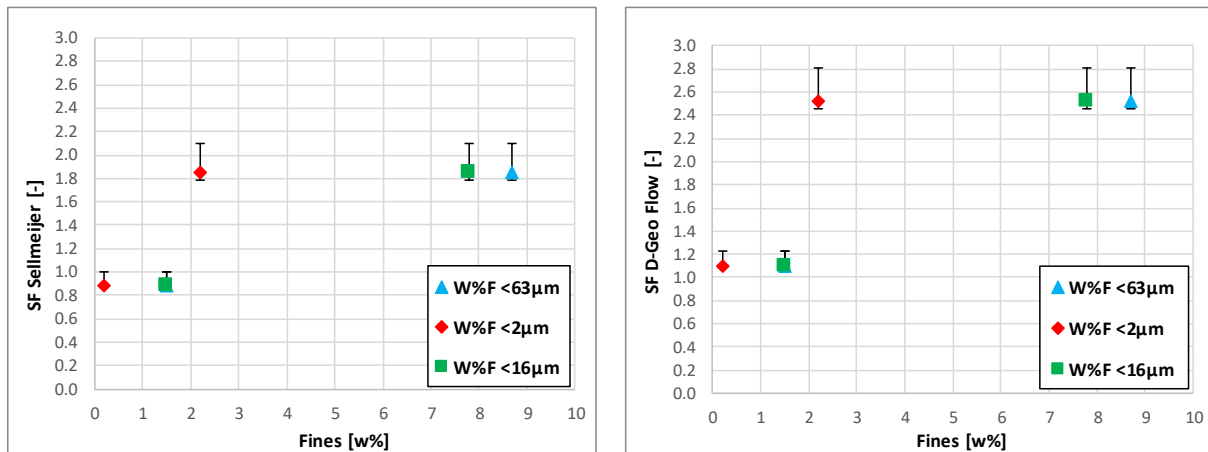 SF Sellmeijer [-]
3.0
2.8
2.6
2.4
2.2
2.0
1.8
1.6
1.4
1.2
1.0
0.8
0.6
0.4
0.2
0.0
0 1 2 3 4 5 6 7 8 9 10
Fines [w%]
W%F <63µm
W%F <2µm
W%F <16µm
SF D-Geo Flow [-]
3.0
2.8
2.6
2.4
2.2
2.0
1.8
1.6
1.4
1.2
1.0
0.8
0.6
0.4
0.2
0.0
0 1 2 3 4 5 6 7 8 9 10
Fines [w%]
W%F <63µm
W%F <2µm
W%F <16µm